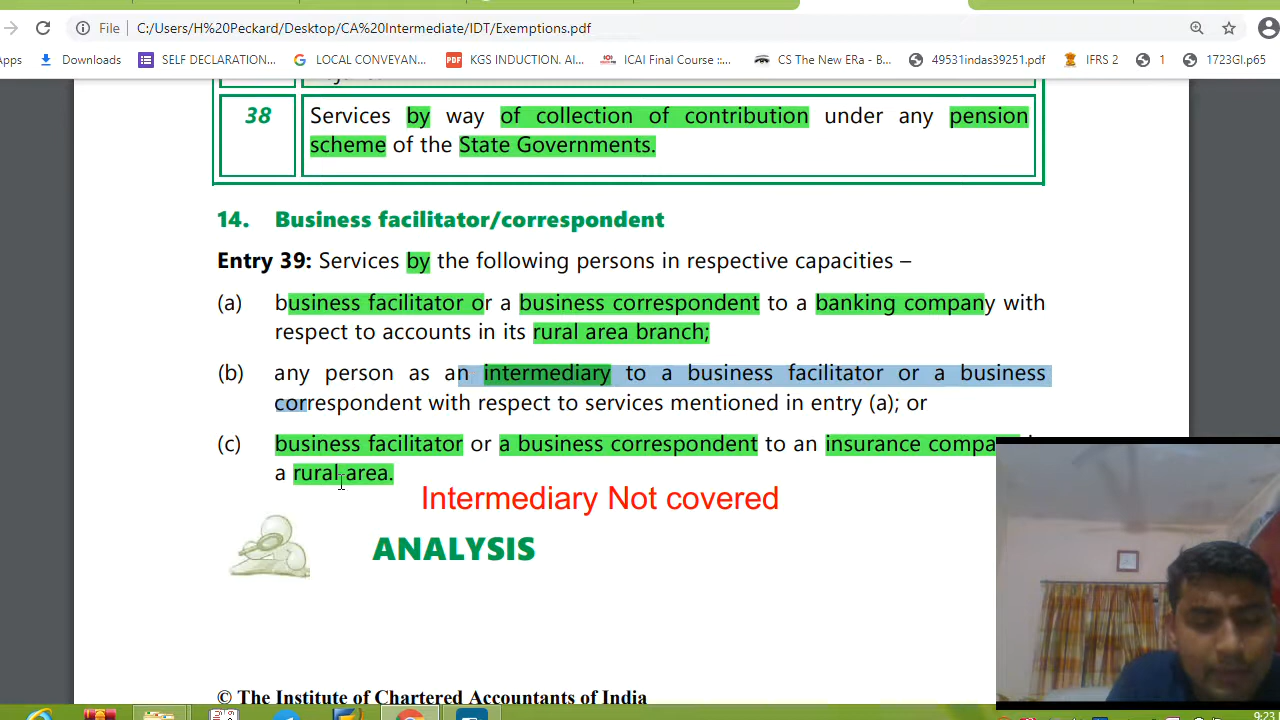 File C:/Users/H%20Peckard/Desktop/CA%20Intermediate/IDT/Exemptions.pdf
Apps Downloads SELF DECLARATION... LOCAL CONVEYAN... KGS INDUCTION. AI... ICAI Final Course ::... CS The New ERa - B... 49531indas39251.pdf IFRS 2 1 1723GI.p65
38 Services by way of collection of contribution under any pension
scheme of the State Governments.
14. Business facilitator/correspondent
Entry 39: Services by the following persons in respective capacities –
(a) business facilitator or a business correspondent to a banking company with
respect to accounts in its rural area branch;
(b) any person as an intermediary to a business facilitator or a business
correspondent with respect to services mentioned in entry (a); or
(c) business facilitator or a business correspondent to an insurance
a rural area.
Intermediary Not covered
ANALYSIS
© The Institute of Chartered Accountants of India